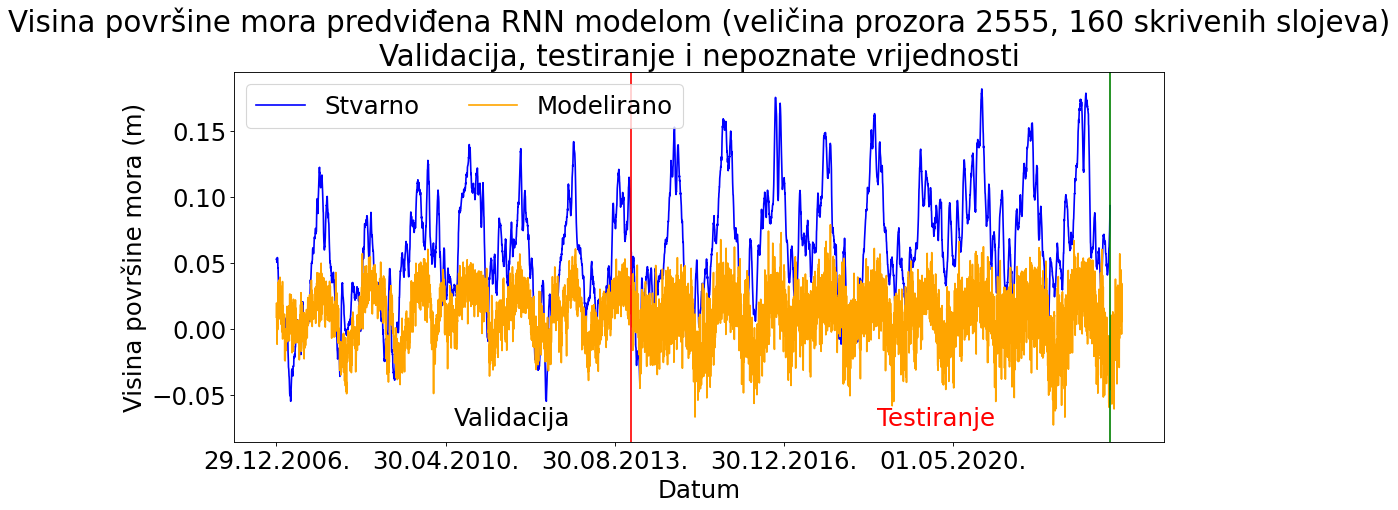 Visina površine mora predviđena RNN modelom (veličina prozora 2555, 160 skrivenih slojeva)
Validacija, testiranje i nepoznate vrijednosti
Stvarno Modelirano
Visina površine mora (m)
0.15
0.10
0.05
0.00
−0.05
Validacija Testiranje
29.12.2006. 30.04.2010. 30.08.2013. 30.12.2016. 01.05.2020.
Datum